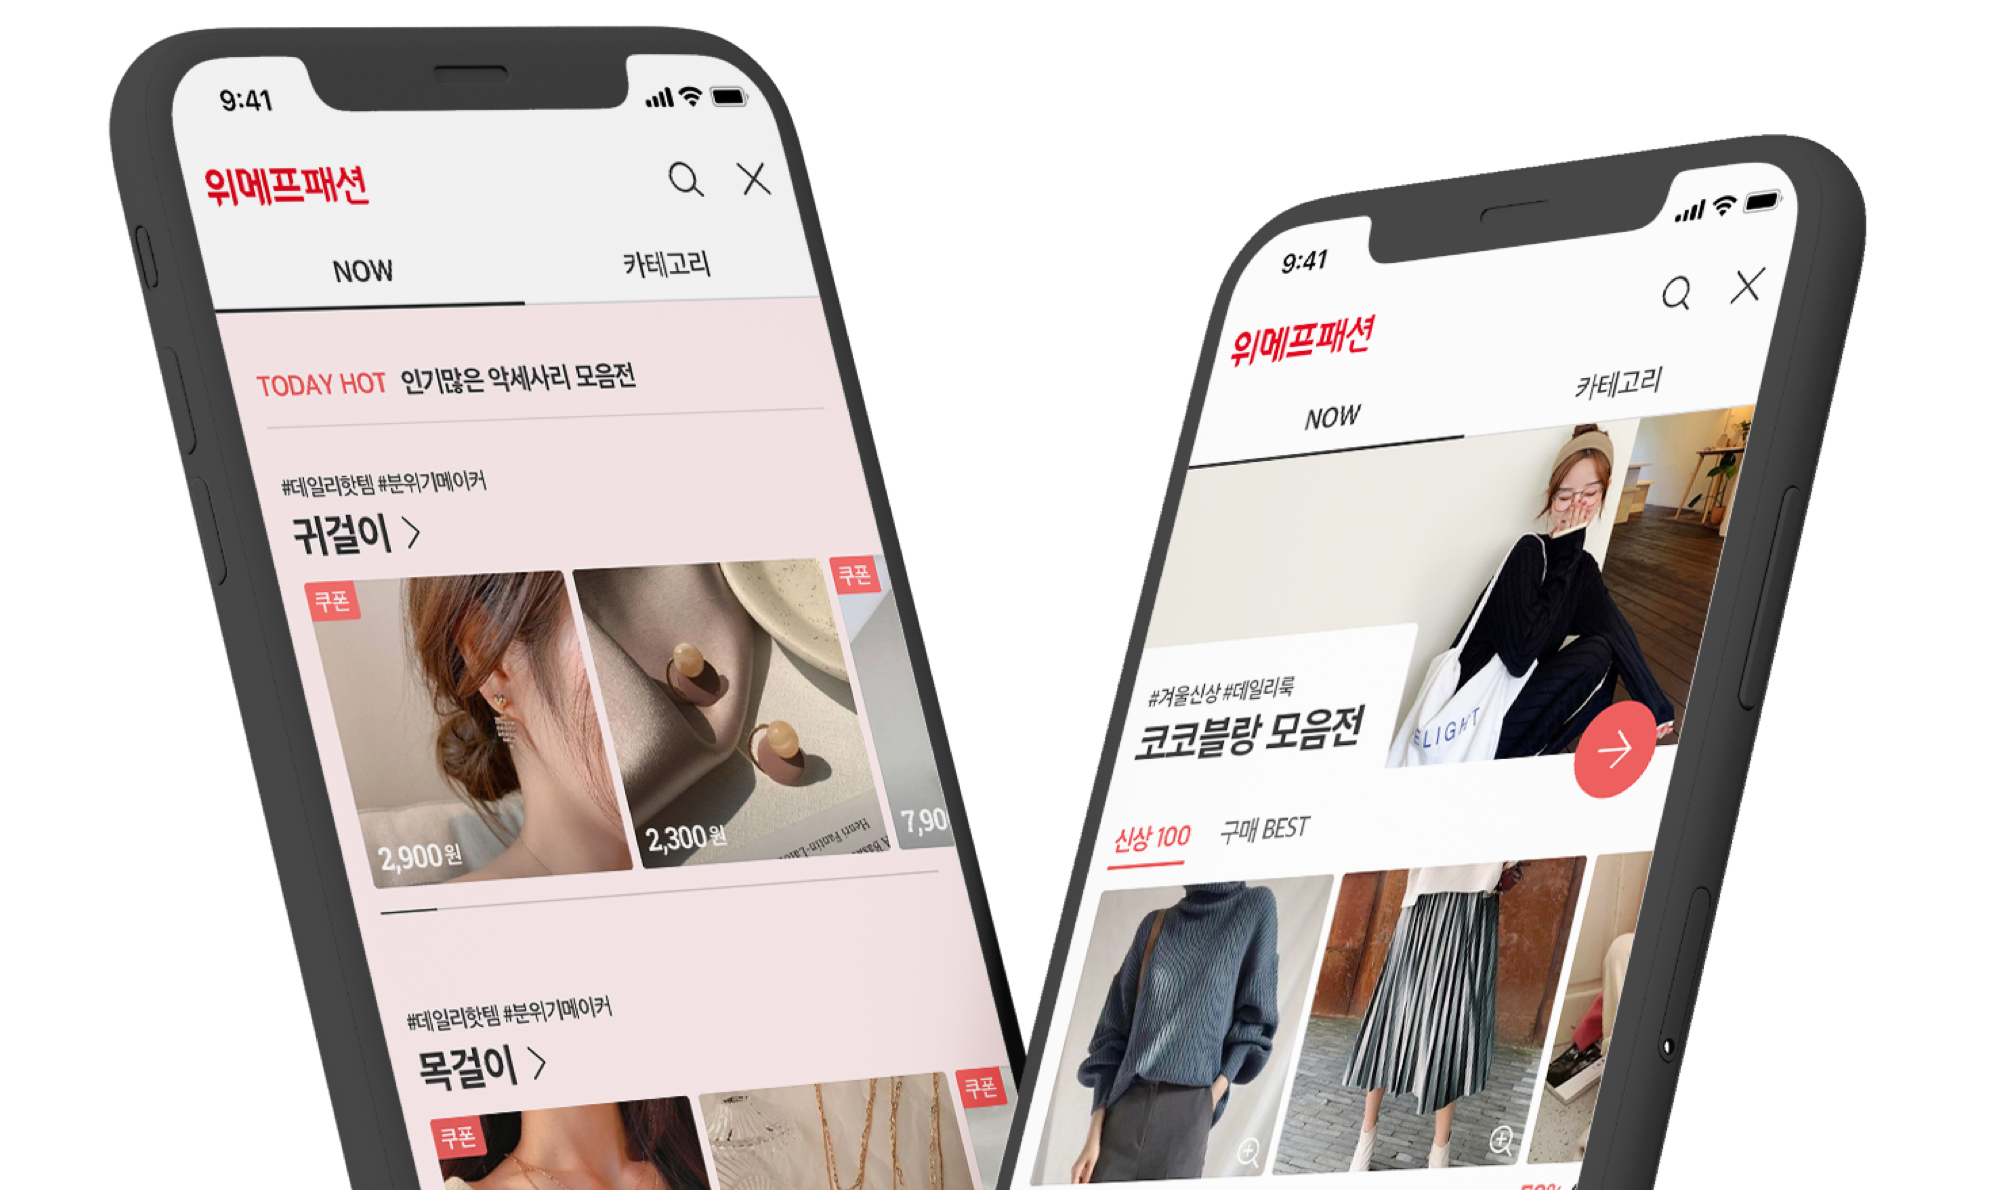 9:41
위메프패션
NOW 카테고리
TODAY HOT 인기많은 악세사리 모음전
#데일리핫템 #분위기메이커
귀걸이
쿠폰
쿠폰
2,900원
2,300원
7,90
Henri Fantin-Latou
#데일리핫템 #분위기메이커
목걸이
쿠폰
쿠폰
9:41
위메프패션
NOW 카테고리
#겨울신상 #데일리룩
코코블랑 모음전
LIGHT
신상 100 구매 BEST